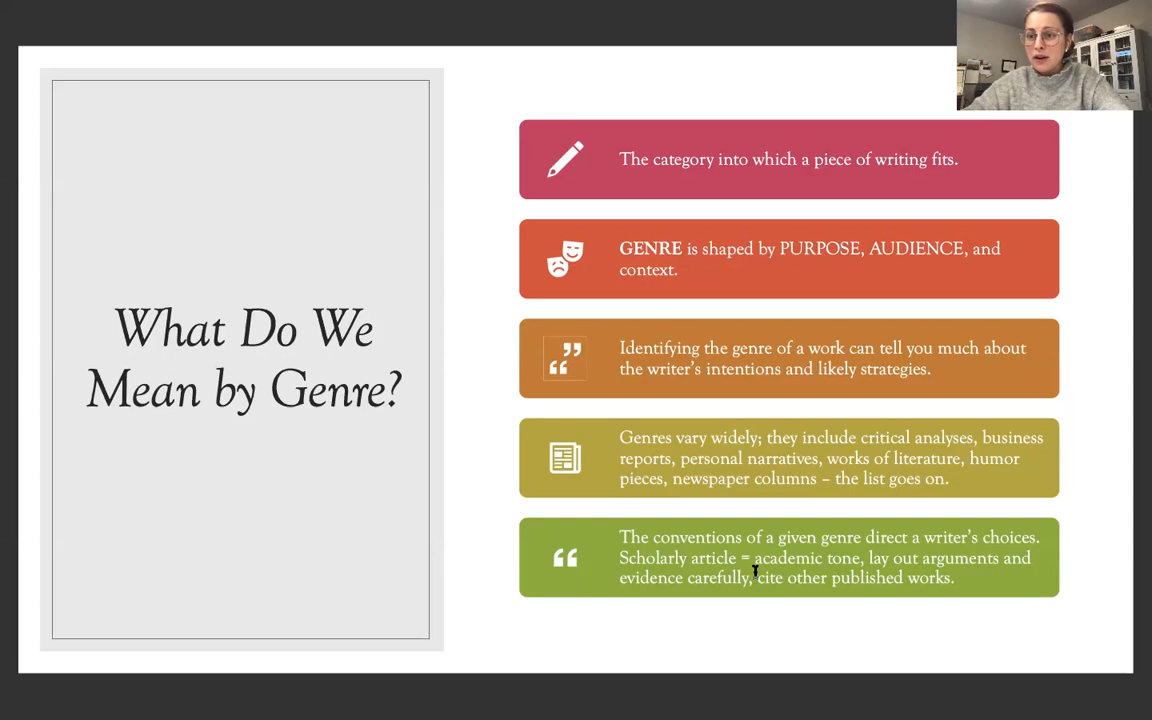 What Do We
Mean by Genre?
The category into which a piece of writing fits.
GENRE is shaped by PURPOSE, AUDIENCE, and
context.
Identifying the genre of a work can tell you much about
the writer's intentions and likely strategies.
Genres vary widely; they include critical analyses, business
reports, personal narratives, works of literature, humor
pieces, newspaper columns – the list goes on.
The conventions of a given genre direct a writer's choices.
Scholarly article = academic tone, lay out arguments and
evidence carefully, cite other published works.